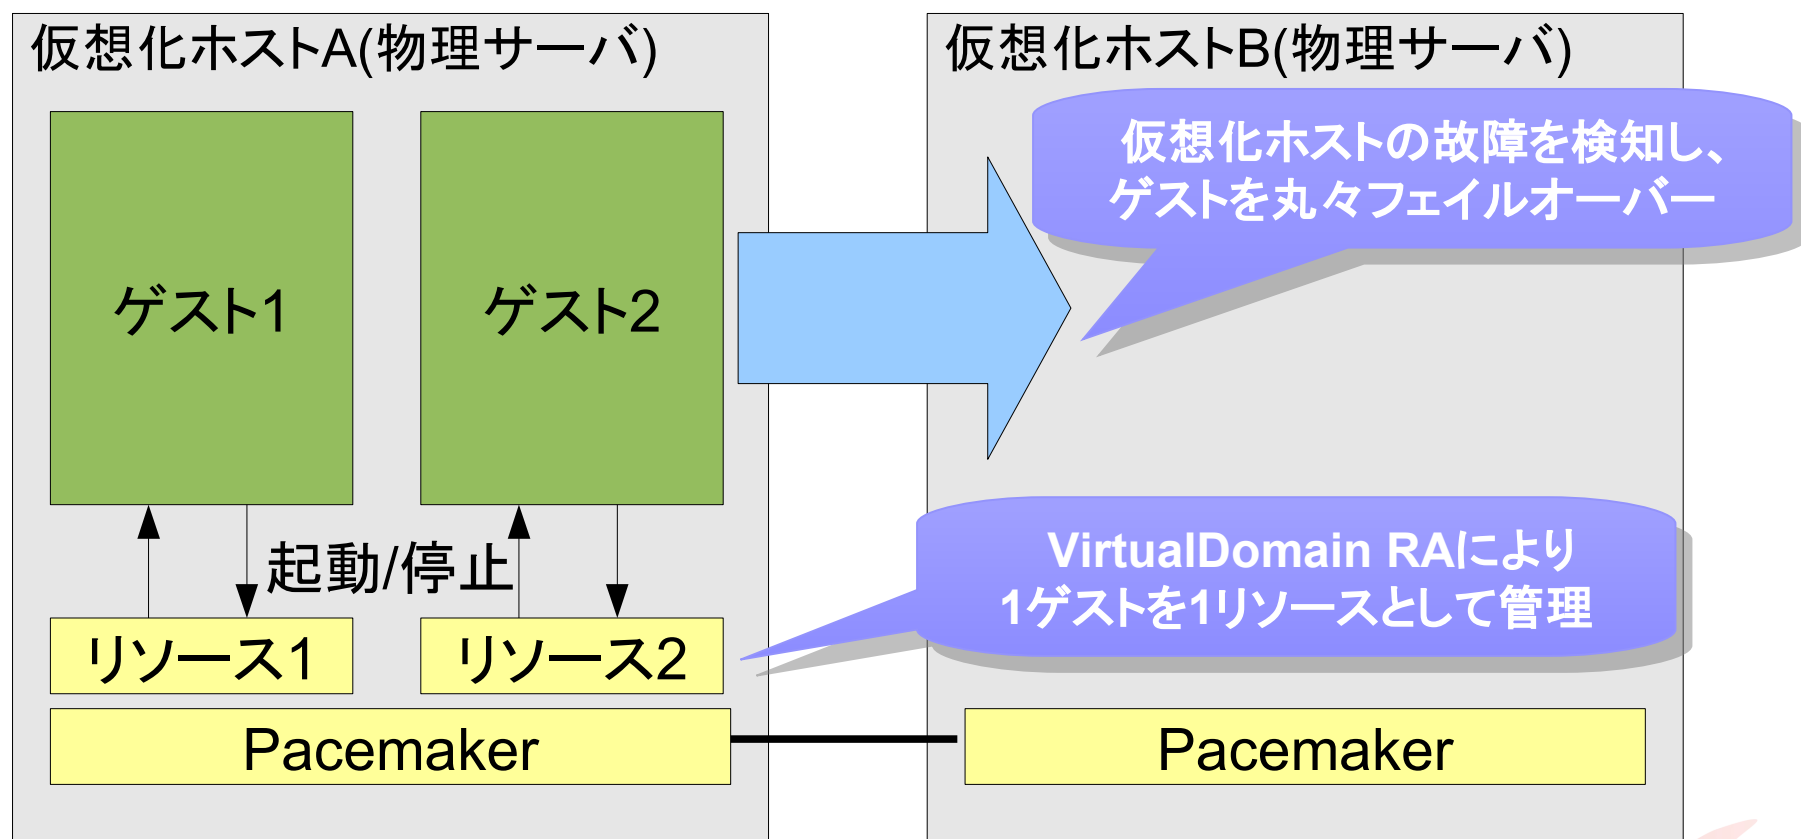 仮想化ホストA(物理サーバ)
仮想化ホストB(物理サーバ)
仮想化ホストの故障を検知し、
ゲストを丸々フェイルオーバー
ゲスト1
ゲスト2
起動/停止
VirtualDomain RAにより
1ゲストを1リソースとして管理
リソース1
リソース2
Pacemaker
Pacemaker